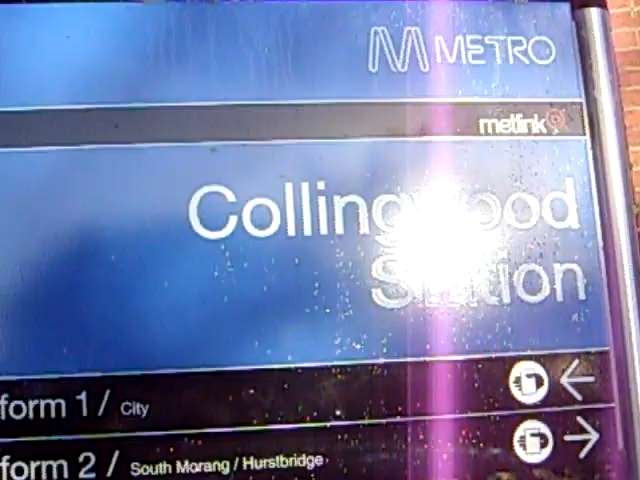 METRO
metlink
Collingwood
Station
form 1 / City
form 2 / South Morang / Hurstbridge